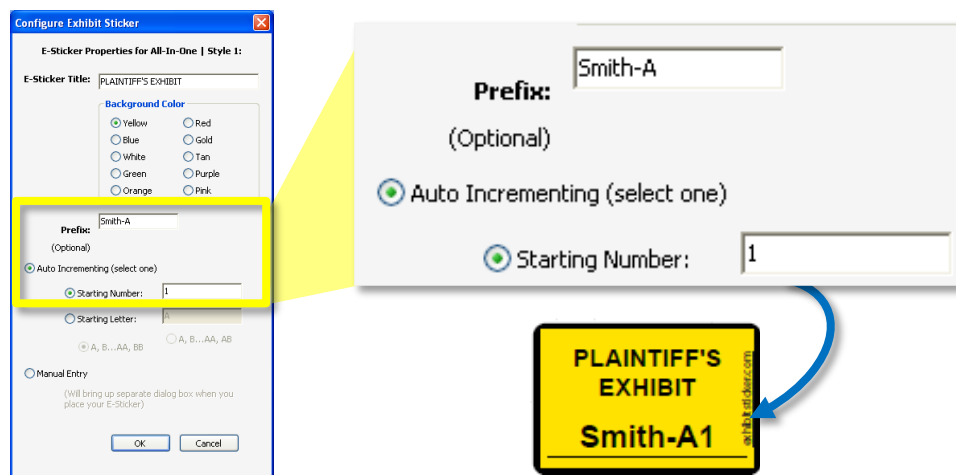 Configure Exhibit Sticker
E-Sticker Properties for All-In-One | Style 1:
E-Sticker Title: PLAINTIFF'S EXHIBIT
Background Color
Yellow Red
Blue Gold
White Tan
Green Purple
Orange Pink
Prefix: Smith-A
(Optional)
Auto Incrementing (select one)
Starting Number: 1
Starting Letter: A
A, B...AA, BB A, B...AA, AB
Manual Entry
(Will bring up separate dialog box when you
place your E-Sticker)
OK Cancel
Prefix: Smith-A
(Optional)
Auto Incrementing (select one)
Starting Number: 1
PLAINTIFF'S
EXHIBIT
Smith-A1
exhibitsticker.com